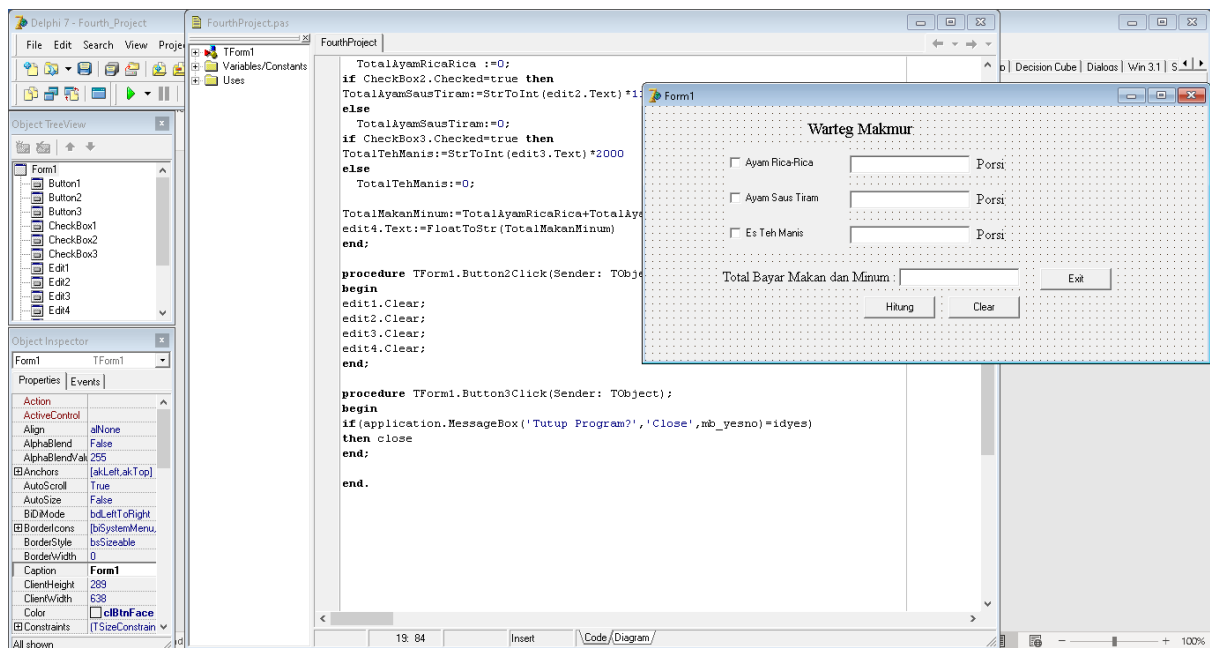 Delphi 7 - Fourth_Project
File Edit Search View
Object TreeView
Form1
Button1
Button2
Button3
CheckBox1
CheckBox2
CheckBox3
Edit1
Edit2
Edit3
Edit4
Object Inspector
Form1 TForm1
Properties Events
Action
ActiveControl
Align alNone
AlphaBlend False
255
Anchors [akLeft,akTop]
AutoScroll True
AutoSize False
BiDiMode bdLeftToRight
BorderIcons [biSystemMenu,
BorderStyle bsSizeable
BorderWidth 0
Caption Form1
ClientHeight 289
ClientWidth 638
Color clBtnFace
Constraints
All shown
FourthProject.pas
TForm1
Variables/Constants
Uses
FouthProject
TotalAyamRicaRica :=0;
if CheckBox2.Checked=true then
TotalAyamSausTiram:=StrToInt(edit2.Text)*
else
TotalAyamSausTiram:=0;
if CheckBox3.Checked=true then
TotalTehManis:=StrToInt(edit3.Text)*2000
else
TotalTehManis:=0;
TotalMakanMinum:=TotalAyamRicaRica+
edit4.Text:=FloatToStr(TotalMakanMinum)
end;
procedure TForm1.Button2Click(Sender:
begin
edit1.Clear;
edit2.Clear;
edit3.Clear;
edit4.Clear;
end;
procedure TForm1.Button3Click(Sender: TObject);
begin
if(application.MessageBox('Tutup Program?','Close',mb_yesno)=idyes)
then close
end;
end.
19: 84 Insert Code Diagram
Decision Cube Dialogs Win 3.1 S
Form1
Warteg Makmur
Ayam Rica-Rica Porsi
Ayam Saus Tiram Porsi
Es Teh Manis Porsi
Total Bayar Makan dan Minum : Exit
Hitung Clear
100%